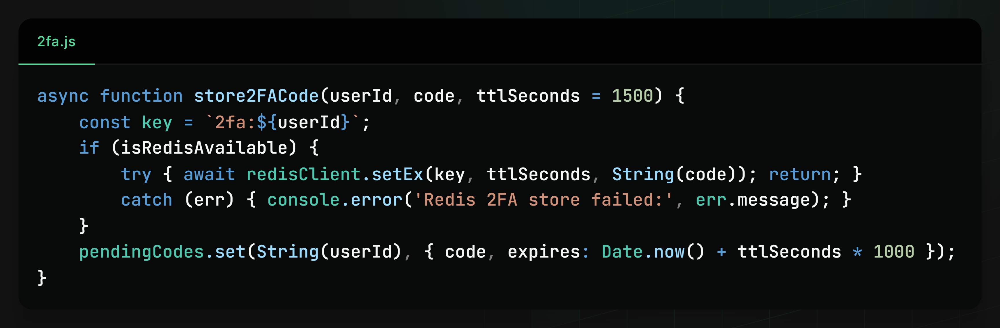 2fa.js
async function store2FACode(userId, code, ttlSeconds = 1500) {
    const key = `2fa:${userId}`;
    if (isRedisAvailable) {
        try { await redisClient.setEx(key, ttlSeconds, String(code)); return; }
        catch (err) { console.error('Redis 2FA store failed:', err.message); }
    }
    pendingCodes.set(String(userId), { code, expires: Date.now() + ttlSeconds * 1000 });
}